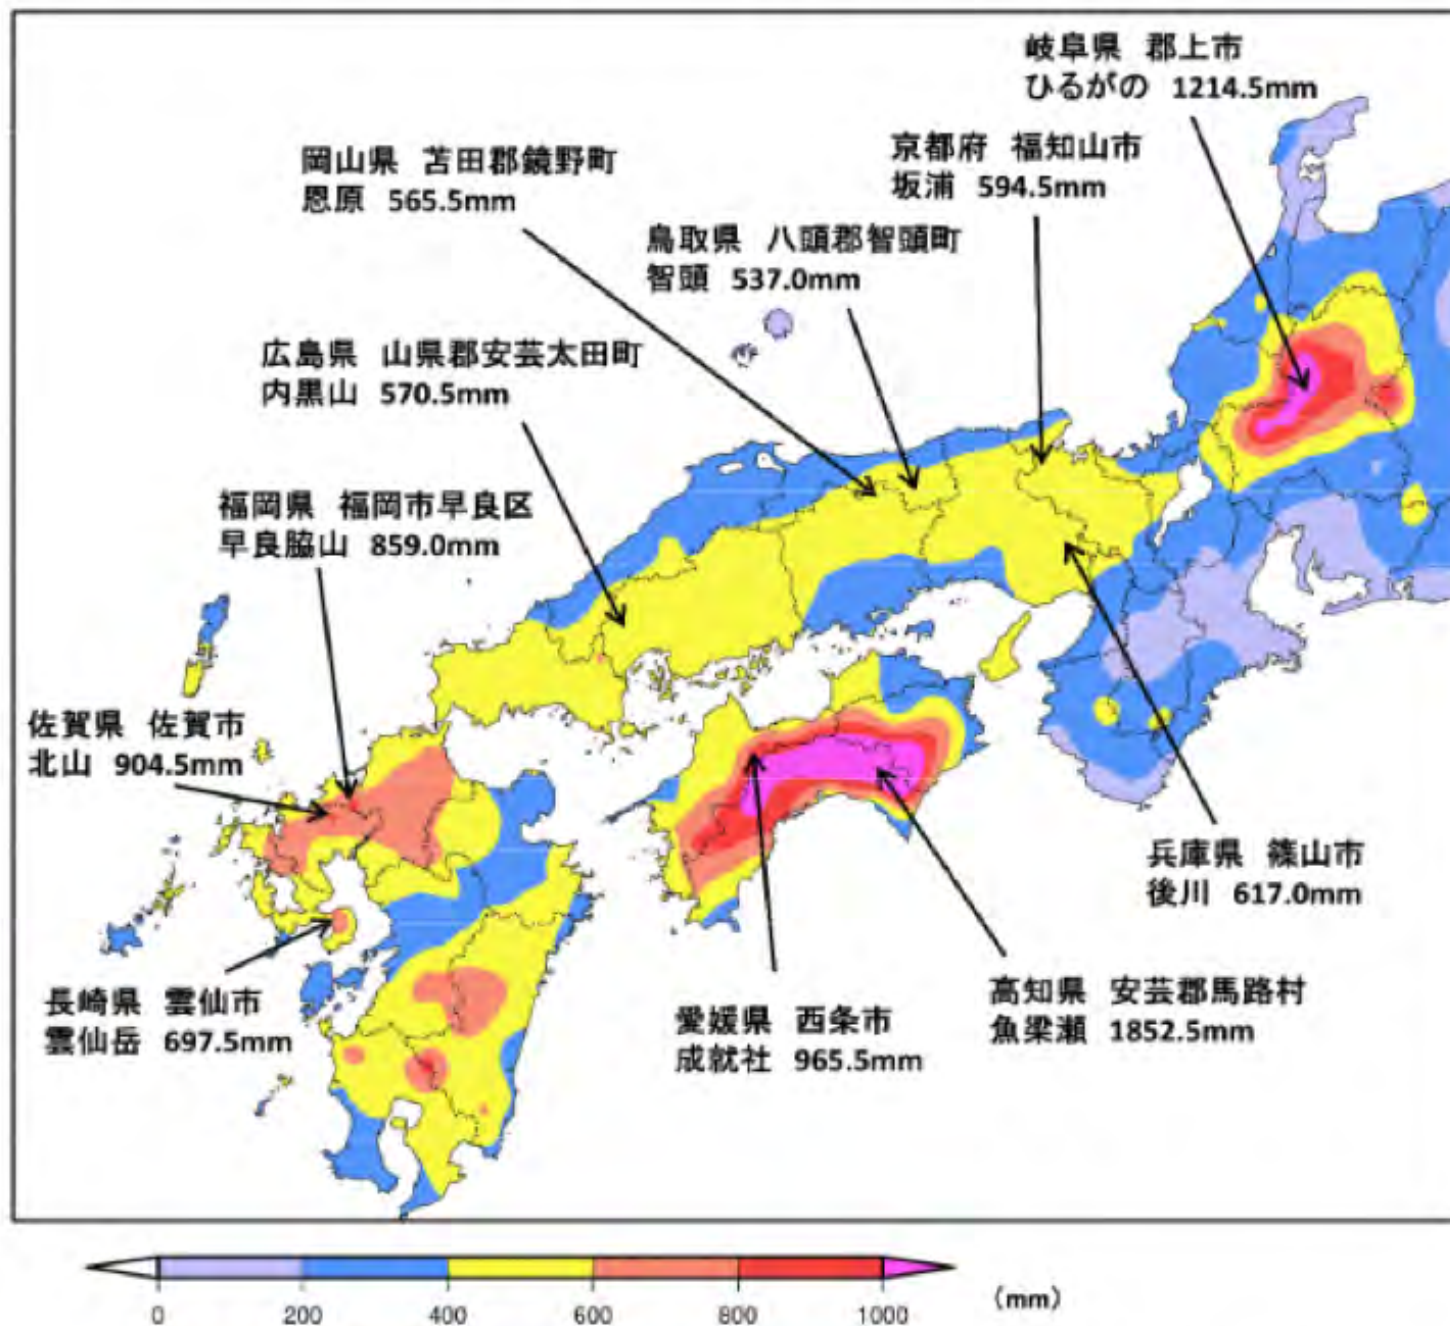 岐阜県 郡上市
ひるがの 1214.5mm
京都府 福知山市
坂浦 594.5mm
岡山県 苫田郡鏡野町
恩原 565.5mm
鳥取県 八頭郡智頭町
智頭 537.0mm
広島県 山県郡安芸太田町
内黒山 570.5mm
福岡県 福岡市早良区
早良脇山 859.0mm
佐賀県 佐賀市
北山 904.5mm
兵庫県 篠山市
後川 617.0mm
長崎県 雲仙市
雲仙岳 697.5mm
愛媛県 西条市
成就社 965.5mm
高知県 安芸郡馬路村
魚梁瀬 1852.5mm
0 200 400 600 800 1000 (mm)